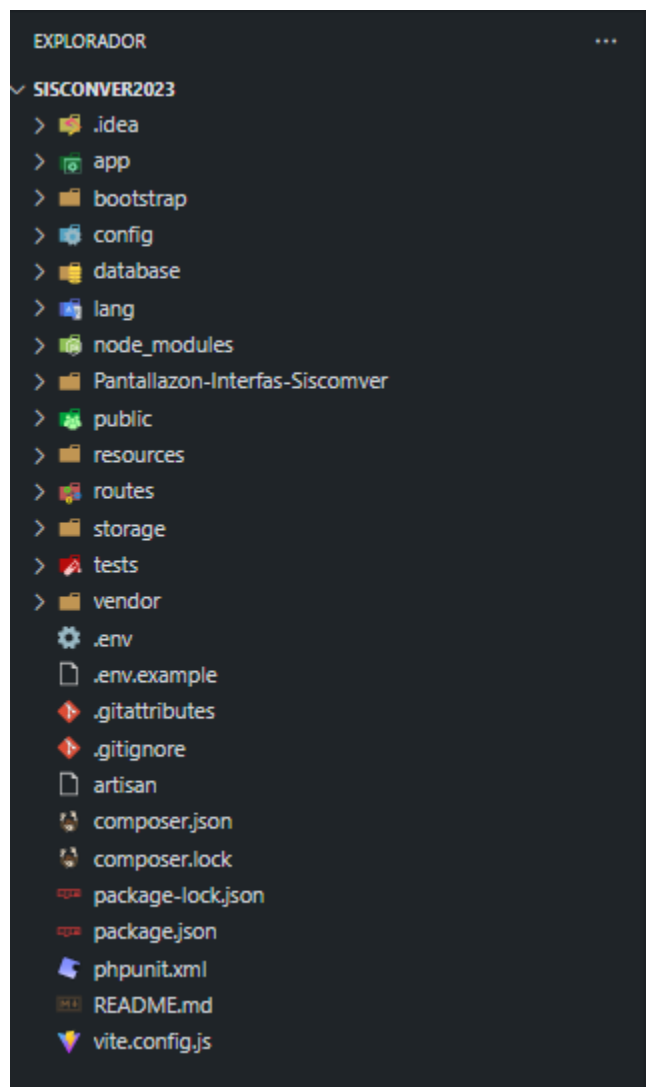 EXPLORADOR
SISCONVER2023
.idea
app
bootstrap
config
database
lang
node_modules
Pantallazon-Interfas-Siscomver
public
resources
routes
storage
tests
vendor
.env
.env.example
.gitattributes
.gitignore
artisan
composer.json
composer.lock
package-lock.json
package.json
phpunit.xml
README.md
vite.config.js